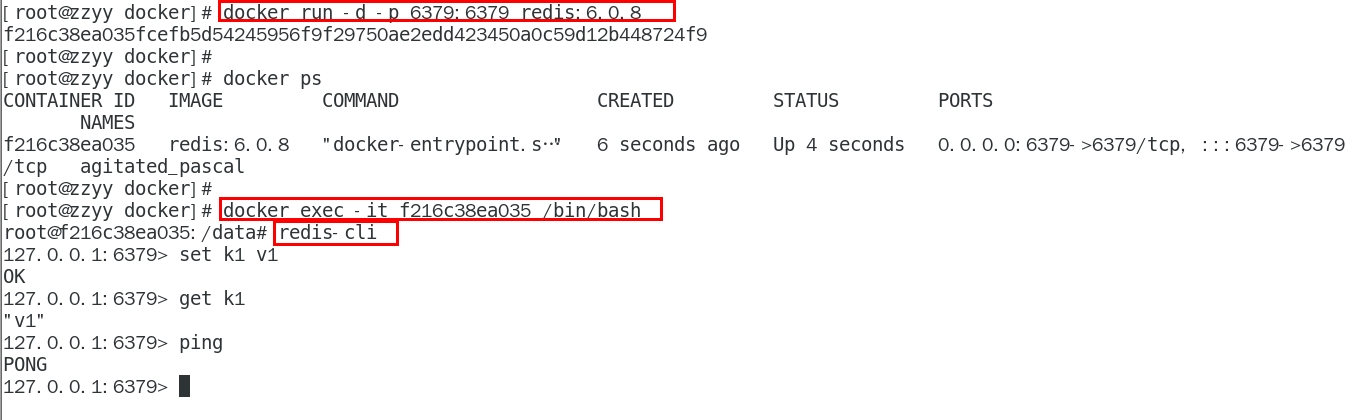 [root@zzyy docker]# docker run -d -p 6379:6379 redis:6.0.8
f216c38ea035fcefb5d54245956f9f29750ae2edd423450a0c59d12b448724f9
[root@zzyy docker]#
[root@zzyy docker]# docker ps
CONTAINER ID   IMAGE         COMMAND                  CREATED         STATUS         PORTS
       NAMES
f216c38ea035   redis:6.0.8   "docker-entrypoint.s…"   6 seconds ago   Up 4 seconds   0.0.0.0:6379->6379/tcp, :::6379->6379
/tcp   agitated_pascal
[root@zzyy docker]#
[root@zzyy docker]# docker exec -it f216c38ea035 /bin/bash
root@f216c38ea035:/data# redis-cli
127.0.0.1:6379> set k1 v1
OK
127.0.0.1:6379> get k1
"v1"
127.0.0.1:6379> ping
PONG
127.0.0.1:6379>